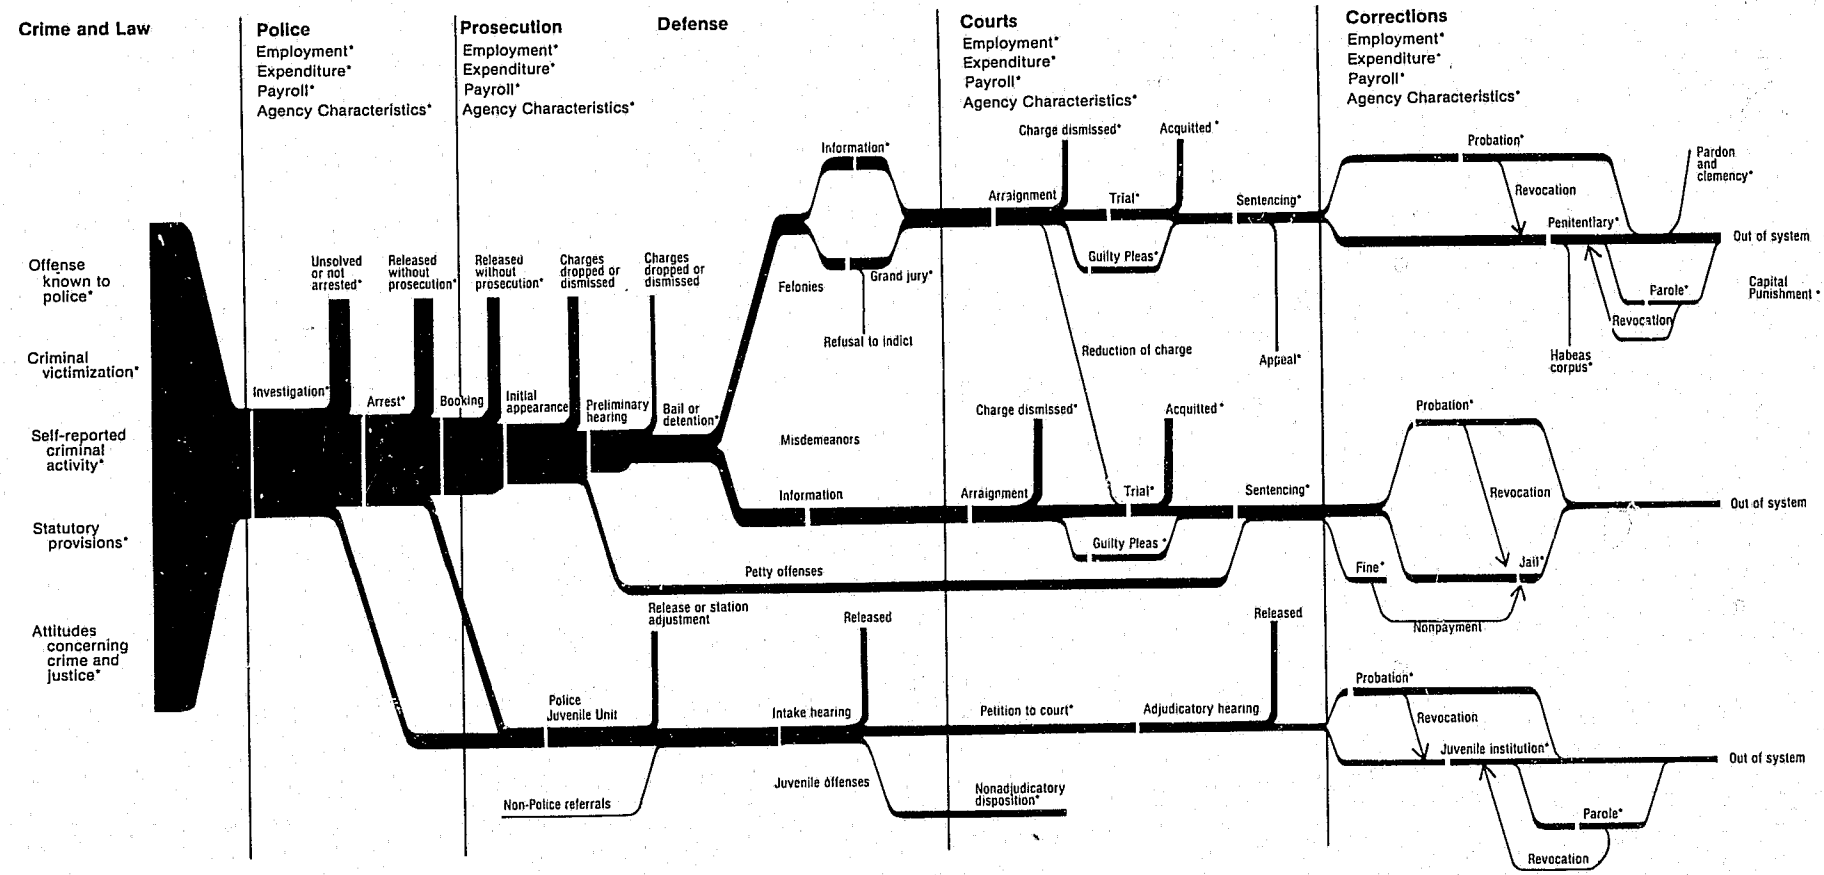 Crime and Law
Police
Employment*
Expenditure*
Payroll*
Agency Characteristics*
Prosecution
Employment*
Expenditure*
Payroll*
Agency Characteristics*
Defense
Courts
Employment*
Expenditure*
Payroll*
Agency Characteristics*
Corrections
Employment*
Expenditure*
Payroll*
Agency Characteristics*
Offense
known to
police*
Criminal
victimization*
Self-reported
criminal
activity*
Statutory
provisions*
Attitudes
concerning
crime and
justice*
Unsolved
or not
arrested*
Released
without
prosecution*
Released
without
prosecution*
Charges
dropped or
dismissed
Charges
dropped or
dismissed
Investigation*
Arrest*
Booking
Initial
appearance
Preliminary
hearing
Bail or
detention*
Information*
Felonies
Grand jury*
Refusal to indict
Misdemeanors
Information
Petty offenses
Release or station
adjustment
Released
Police
Juvenile Unit
Intake hearing
Non-Police referrals
Juvenile offenses
Charge dismissed*
Acquitted*
Arraignment
Trial*
Sentencing*
Guilty Pleas*
Reduction of charge
Appeal*
Charge dismissed*
Acquitted*
Arraignment
Trial*
Sentencing*
Guilty Pleas*
Released
Petition to court*
Adjudicatory hearing
Nonadjudicatory
disposition*
Probation*
Pardon
and
clemency*
Revocation
Penitentiary*
Out of system
Parole*
Capital
Punishment*
Revocation
Habeas
corpus*
Probation*
Revocation
Out of system
Fine*
Jail*
Nonpayment
Probation*
Revocation
Juvenile institution*
Out of system
Parole*
Revocation